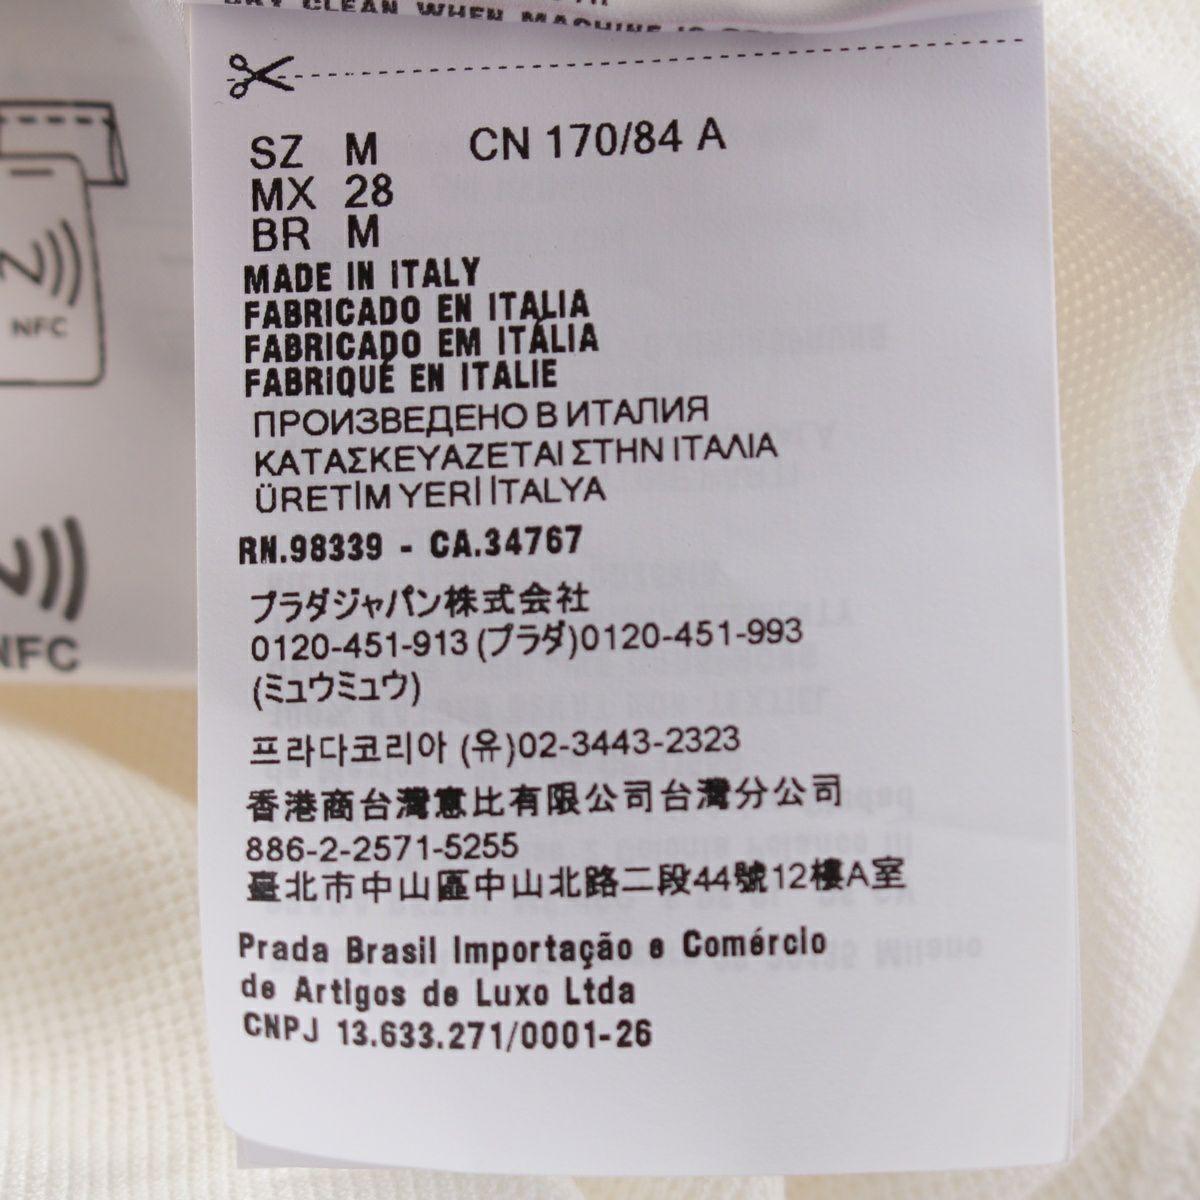 DRY CLEAN WHEN MACHINE IS
SZ M CN 170/84 A
MX 28
BR M
MADE IN ITALY
FABRICADO EN ITALIA
FABRICADO EM ITÁLIA
FABRIQUÉ EN ITALIE
ПРОИЗВЕДЕНО В ИТАЛИЯ
ΚΑΤΑΣΚΕΥΑΖΕΤΑΙ ΣΤΗΝ ΙΤΑΛΙΑ
ÜRETİM YERİ İTALYA
RN.98339 - CA.34767
プラダジャパン株式会社
0120-451-913 (プラダ)0120-451-993
(ミュウミュウ)
프라다코리아 (유)02-3443-2323
香港商台灣惠比有限公司台灣分公司
886-2-2571-5255
臺北市中山區中山北路二段44號12樓A室
Prada Brasil Importação e Comércio
de Artigos de Luxo Ltda
CNPJ 13.633.271/0001-26
NFC
NFC